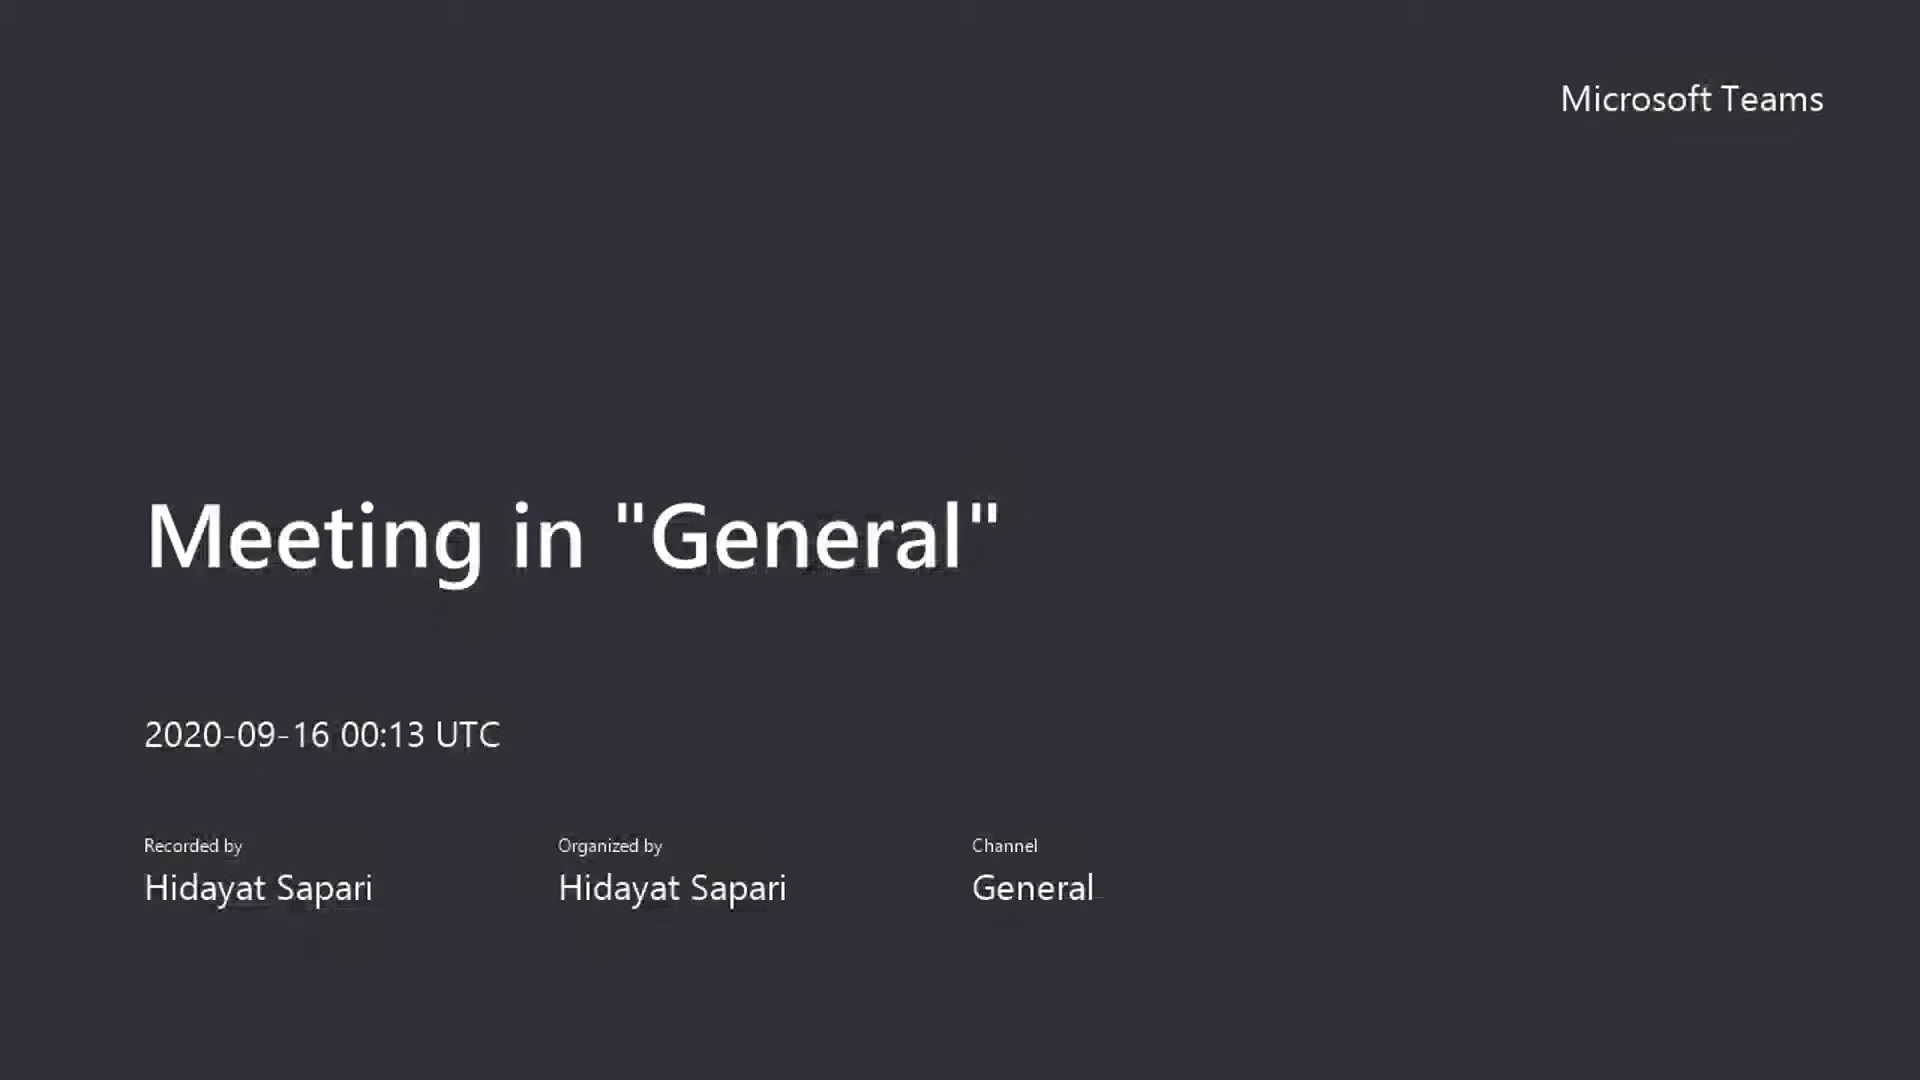 Microsoft Teams
Meeting in "General"
2020-09-16 00:13 UTC
Recorded by
Hidayat Sapari
Organized by
Hidayat Sapari
Channel
General